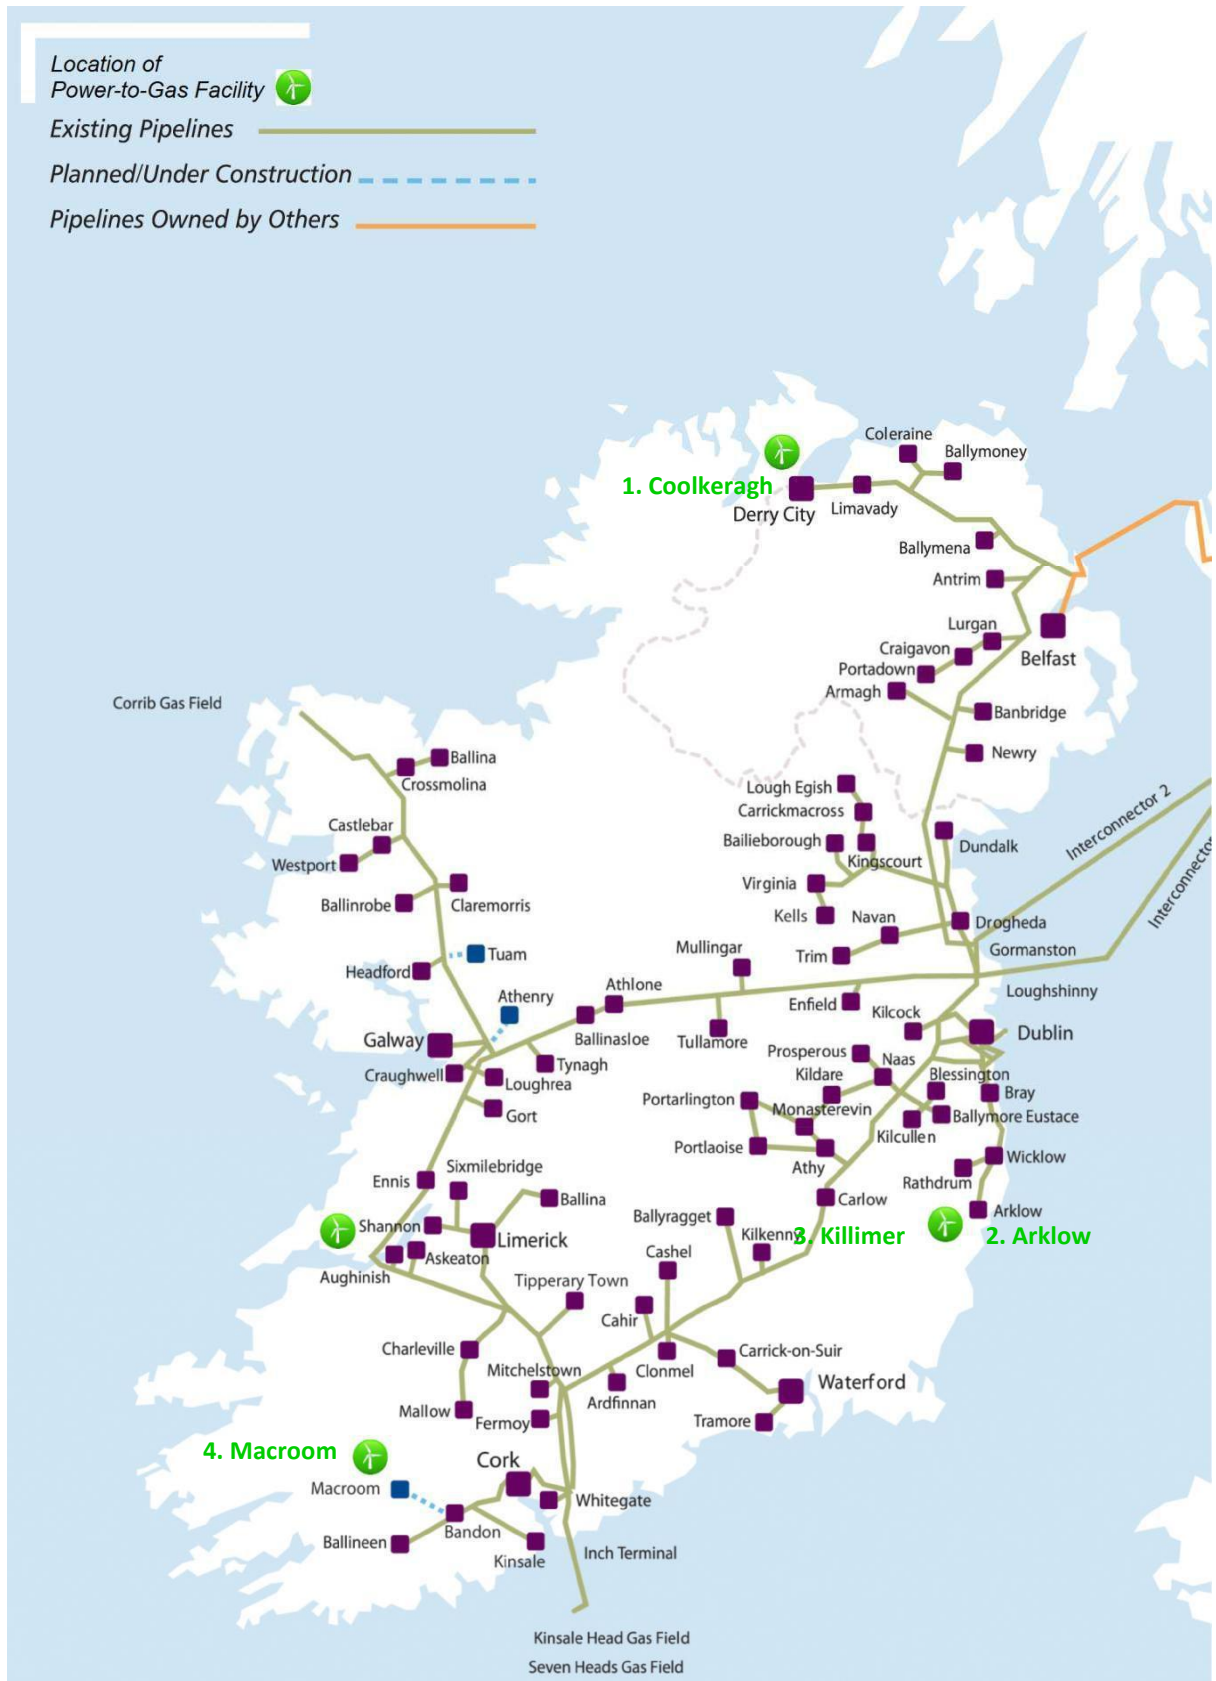 Location of
Power-to-Gas Facility
Existing Pipelines
Planned/Under Construction
Pipelines Owned by Others
Coleraine
Ballymoney
1. Coolkeragh
Derry City
Limavady
Ballymena
Antrim
Lurgan
Craigavon
Belfast
Portadown
Armagh
Corrib Gas Field
Banbridge
Newry
Ballina
Crossmolina
Lough Egish
Carrickmacross
Interconnector 2
Castlebar
Bailieborough
Dundalk
Westport
Kingscourt
Interconnector
Virginia
Ballinrobe
Claremorris
Kells
Navan
Drogheda
Mullingar
Tuam
Trim
Gormanston
Headford
Athlone
Athenry
Enfield
Loughshinny
Kilcock
Galway
Ballinasloe
Tullamore
Dublin
Prosperous
Naas
Tynagh
Craughwell
Loughrea
Kildare
Blessington
Bray
Portarlington
Monasterevin
Gort
Ballymore Eustace
Kilcullen
Portlaoise
Athy
Wicklow
Sixmilebridge
Ennis
Rathdrum
Ballina
Carlow
Arklow
Shannon
Ballyragget
Kilkenny
3. Killimer
2. Arklow
Limerick
Cashel
Askeaton
Aughinish
Tipperary Town
Cahir
Charleville
Carrick-on-Suir
Mitchelstown
Clonmel
Waterford
Ardfinnan
Mallow
Fermoy
Tramore
4. Macroom
Cork
Macroom
Whitegate
Bandon
Ballineen
Kinsale
Inch Terminal
Kinsale Head Gas Field
Seven Heads Gas Field